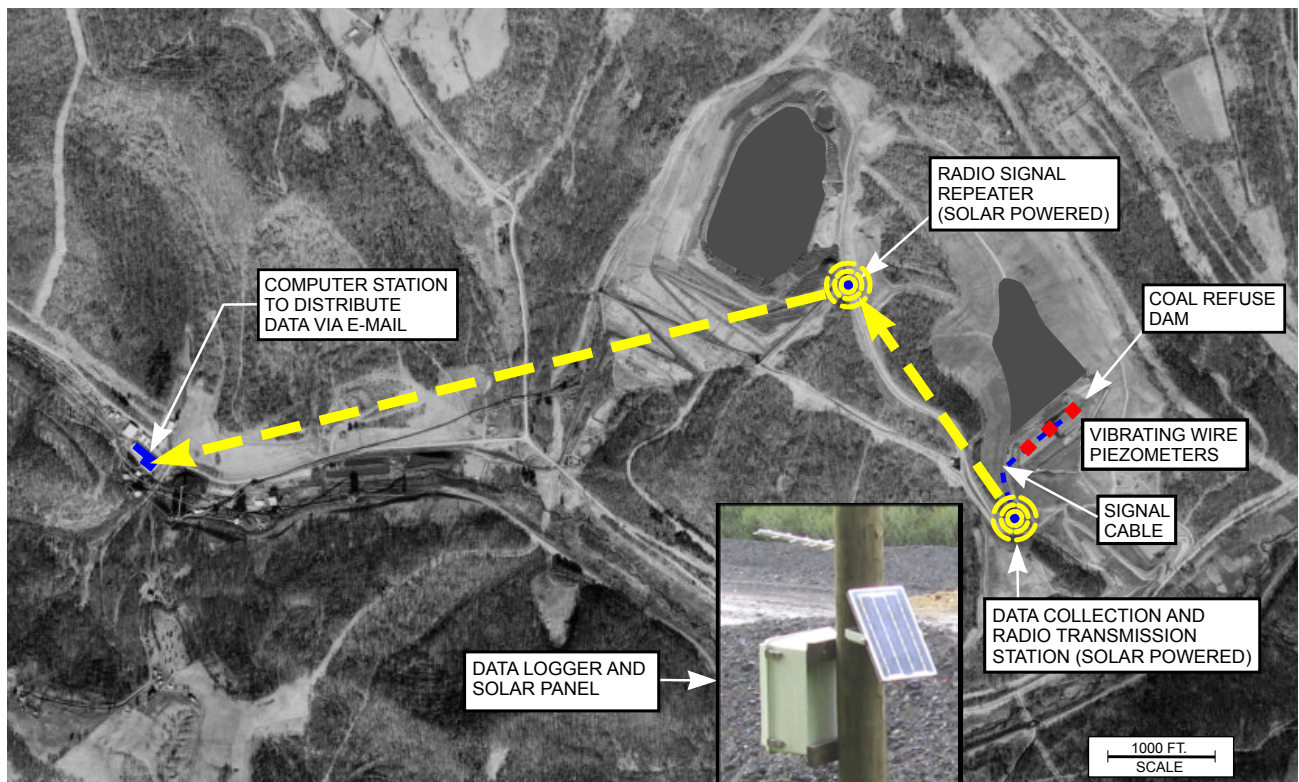 RADIO SIGNAL
REPEATER
(SOLAR POWERED)
COMPUTER STATION
TO DISTRIBUTE
DATA VIA E-MAIL
COAL REFUSE
DAM
VIBRATING WIRE
PIEZOMETERS
SIGNAL
CABLE
DATA COLLECTION AND
RADIO TRANSMISSION
STATION (SOLAR POWERED)
DATA LOGGER AND
SOLAR PANEL
1000 FT.
SCALE